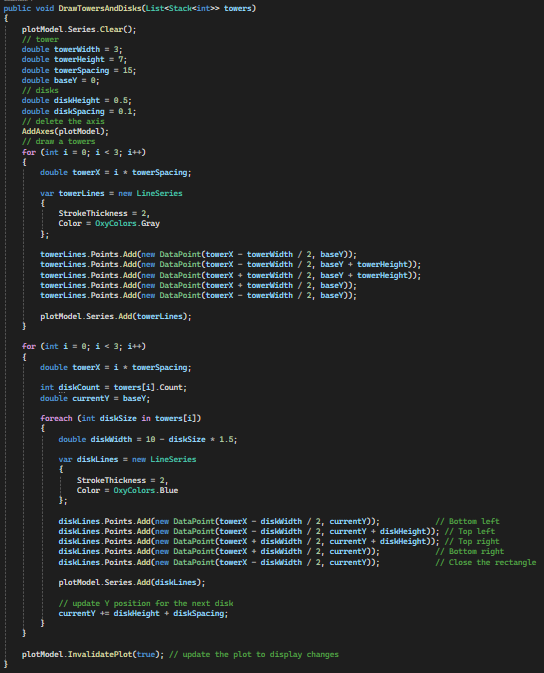 public void DrawTowersAndDisks(List<Stack<int>> towers)
{
plotModel.Series.Clear();
// tower
double towerWidth = 3;
double towerHeight = 7;
double towerSpacing = 15;
double baseY = 0;
// disks
double diskHeight = 0.5;
double diskSpacing = 0.1;
// delete the axis
AddAxes(plotModel);
// draw a towers
for (int i = 0; i < 3; i++)
{
double towerX = i * towerSpacing;
var towerLines = new LineSeries
{
StrokeThickness = 2,
Color = OxyColors.Gray
};
towerLines.Points.Add(new DataPoint(towerX - towerWidth / 2, baseY));
towerLines.Points.Add(new DataPoint(towerX - towerWidth / 2, baseY + towerHeight));
towerLines.Points.Add(new DataPoint(towerX + towerWidth / 2, baseY + towerHeight));
towerLines.Points.Add(new DataPoint(towerX + towerWidth / 2, baseY));
towerLines.Points.Add(new DataPoint(towerX - towerWidth / 2, baseY));
plotModel.Series.Add(towerLines);
}
for (int i = 0; i < 3; i++)
{
double towerX = i * towerSpacing;
int diskCount = towers[i].Count;
double currentY = baseY;
foreach (int diskSize in towers[i])
{
double diskWidth = 10 - diskSize * 1.5;
var diskLines = new LineSeries
{
StrokeThickness = 2,
Color = OxyColors.Blue
};
diskLines.Points.Add(new DataPoint(towerX - diskWidth / 2, currentY)); // Bottom left
diskLines.Points.Add(new DataPoint(towerX - diskWidth / 2, currentY + diskHeight)); // Top left
diskLines.Points.Add(new DataPoint(towerX + diskWidth / 2, currentY + diskHeight)); // Top right
diskLines.Points.Add(new DataPoint(towerX + diskWidth / 2, currentY)); // Bottom right
diskLines.Points.Add(new DataPoint(towerX - diskWidth / 2, currentY)); // Close the rectangle
plotModel.Series.Add(diskLines);
// update Y position for the next disk
currentY += diskHeight + diskSpacing;
}
}
plotModel.InvalidatePlot(true); // update the plot to display changes
}